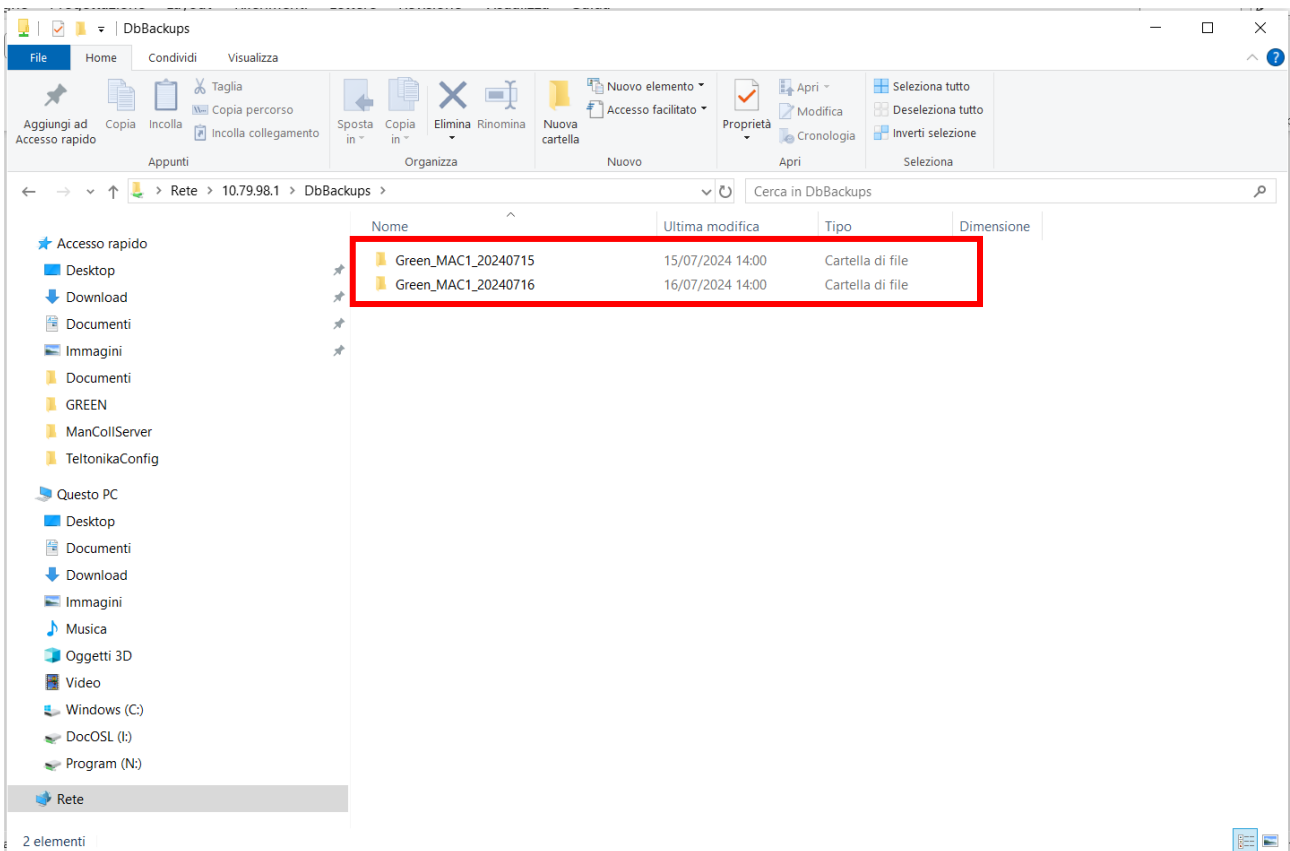 DbBackups
File Home Condividi Visualizza
Aggiungi ad Accesso rapido
Copia
Incolla
Taglia
Copia percorso
Incolla collegamento
Appunti
Sposta in
Copia in
Elimina
Rinomina
Organizza
Nuova cartella
Nuovo elemento
Accesso facilitato
Nuovo
Proprietà
Apri
Modifica
Cronologia
Apri
Seleziona tutto
Deseleziona tutto
Inverti selezione
Seleziona
Rete > 10.79.98.1 > DbBackups >
Cerca in DbBackups
Nome Ultima modifica Tipo Dimensione
Green_MAC1_20240715 15/07/2024 14:00 Cartella di file
Green_MAC1_20240716 16/07/2024 14:00 Cartella di file
Accesso rapido
Desktop
Download
Documenti
Immagini
Documenti
GREEN
ManCollServer
TeltonikaConfig
Questo PC
Desktop
Documenti
Download
Immagini
Musica
Oggetti 3D
Video
Windows (C:)
DocOSL (I:)
Program (N:)
Rete
2 elementi